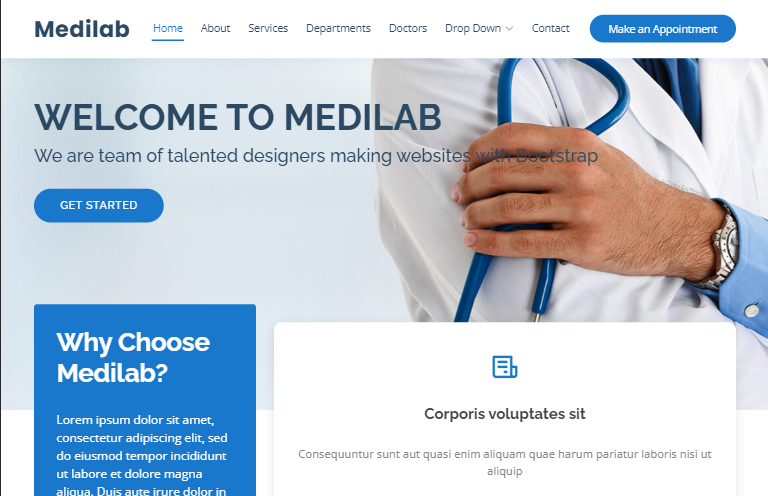 Medilab
Home
About
Services
Departments
Doctors
Drop Down
Contact
Make an Appointment
WELCOME TO MEDILAB
We are team of talented designers making websites with Bootstrap
GET STARTED
Why Choose
Medilab?
Lorem ipsum dolor sit amet,
consectetur adipiscing elit, sed
do eiusmod tempor incididunt
ut labore et dolore magna
aliqua. Duis aute irure dolor in
Corporis voluptates sit
Consequuntur sunt aut quasi enim aliquam quae harum pariatur laboris nisi ut
aliquip